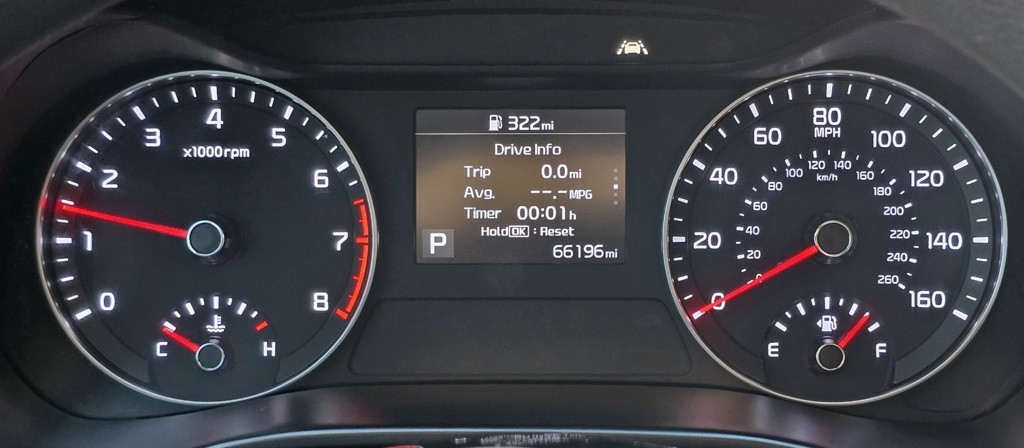 4
3
5
x1000rpm
2
6
1
7
0
8
C
H
322mi
Drive Info
Trip 0.0mi
Avg. --.-MPG
Timer 00:01h
Hold OK : Reset
P
66196mi
80
MPH
60
100
40
120
20
140
0
160
120 140
km/h
100
160
80
180
60
200
40
220
20
240
0
260
E
F